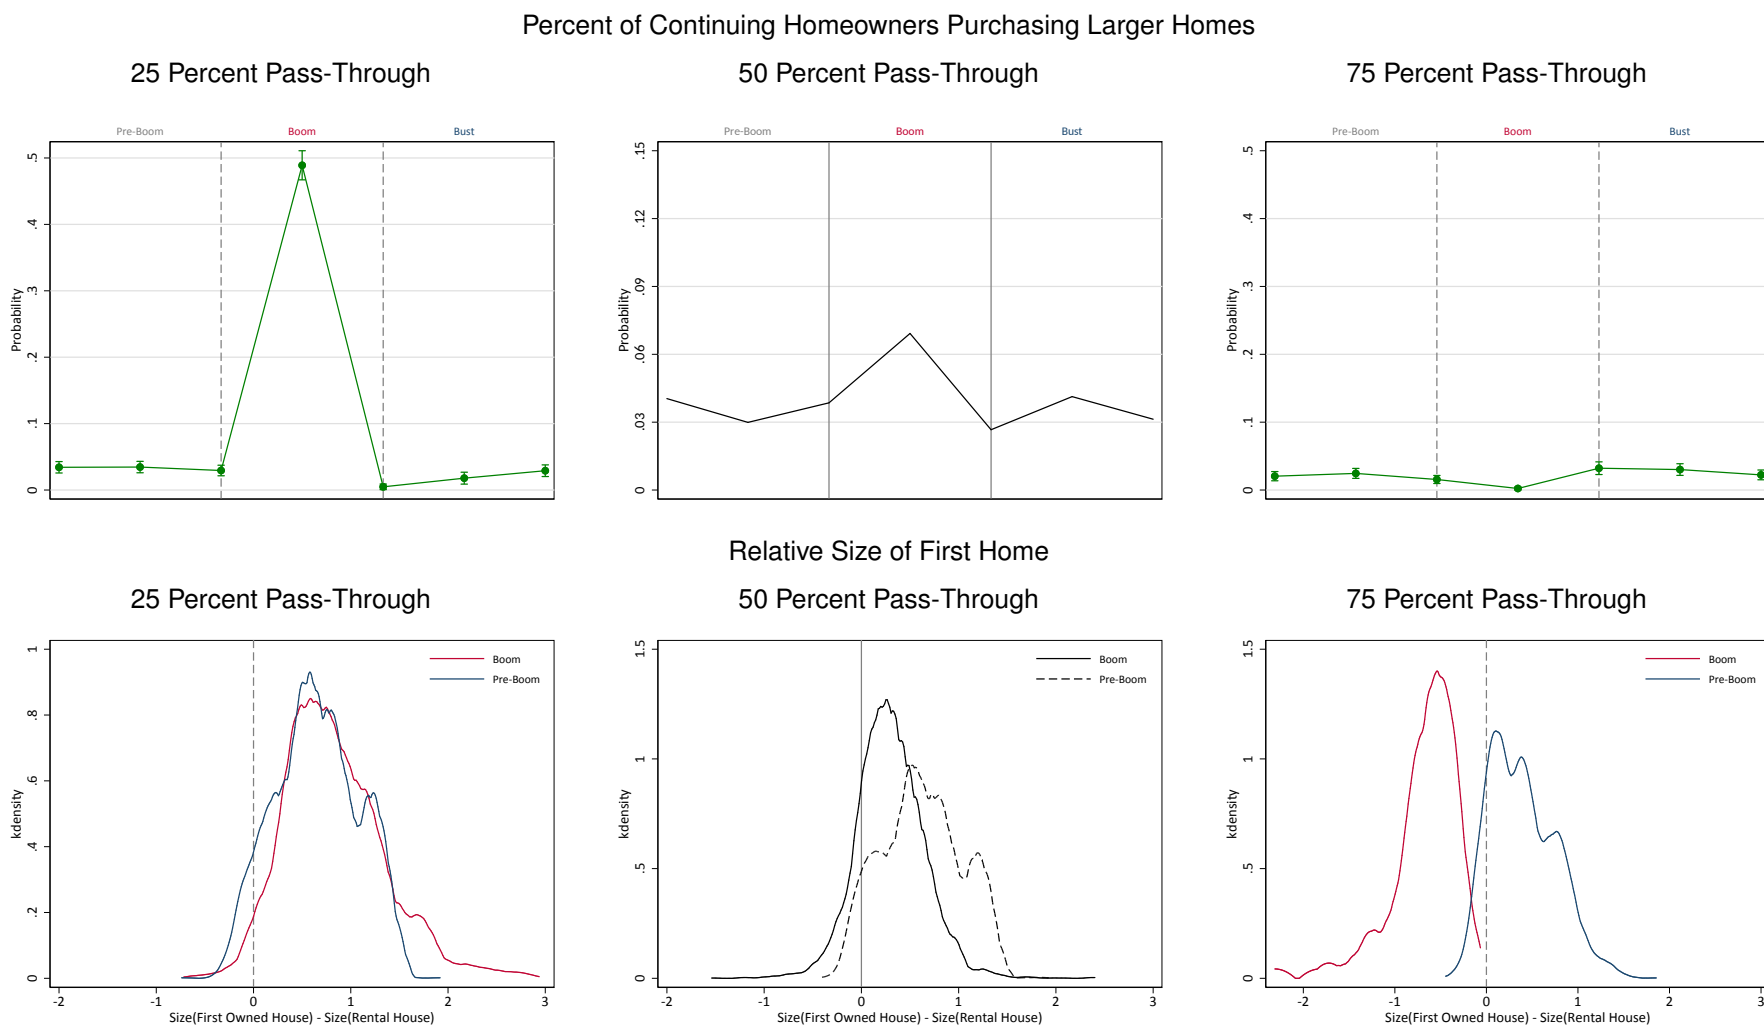 Percent of Continuing Homeowners Purchasing Larger Homes
25 Percent Pass-Through
50 Percent Pass-Through
75 Percent Pass-Through
Pre-Boom Boom Bust
Pre-Boom Boom Bust
Pre-Boom Boom Bust
Probability
0 .1 .2 .3 .4 .5
Probability
0 .03 .06 .09 .12 .15
Probability
0 .1 .2 .3 .4 .5
Relative Size of First Home
25 Percent Pass-Through
50 Percent Pass-Through
75 Percent Pass-Through
kdensity
0 .2 .4 .6 .8 1
Boom
Pre-Boom
-2 -1 0 1 2 3
Size(First Owned House) - Size(Rental House)
kdensity
0 .5 1 1.5
Boom
Pre-Boom
-2 -1 0 1 2 3
Size(First Owned House) - Size(Rental House)
kdensity
0 .5 1 1.5
Boom
Pre-Boom
-2 -1 0 1 2 3
Size(First Owned House) - Size(Rental House)